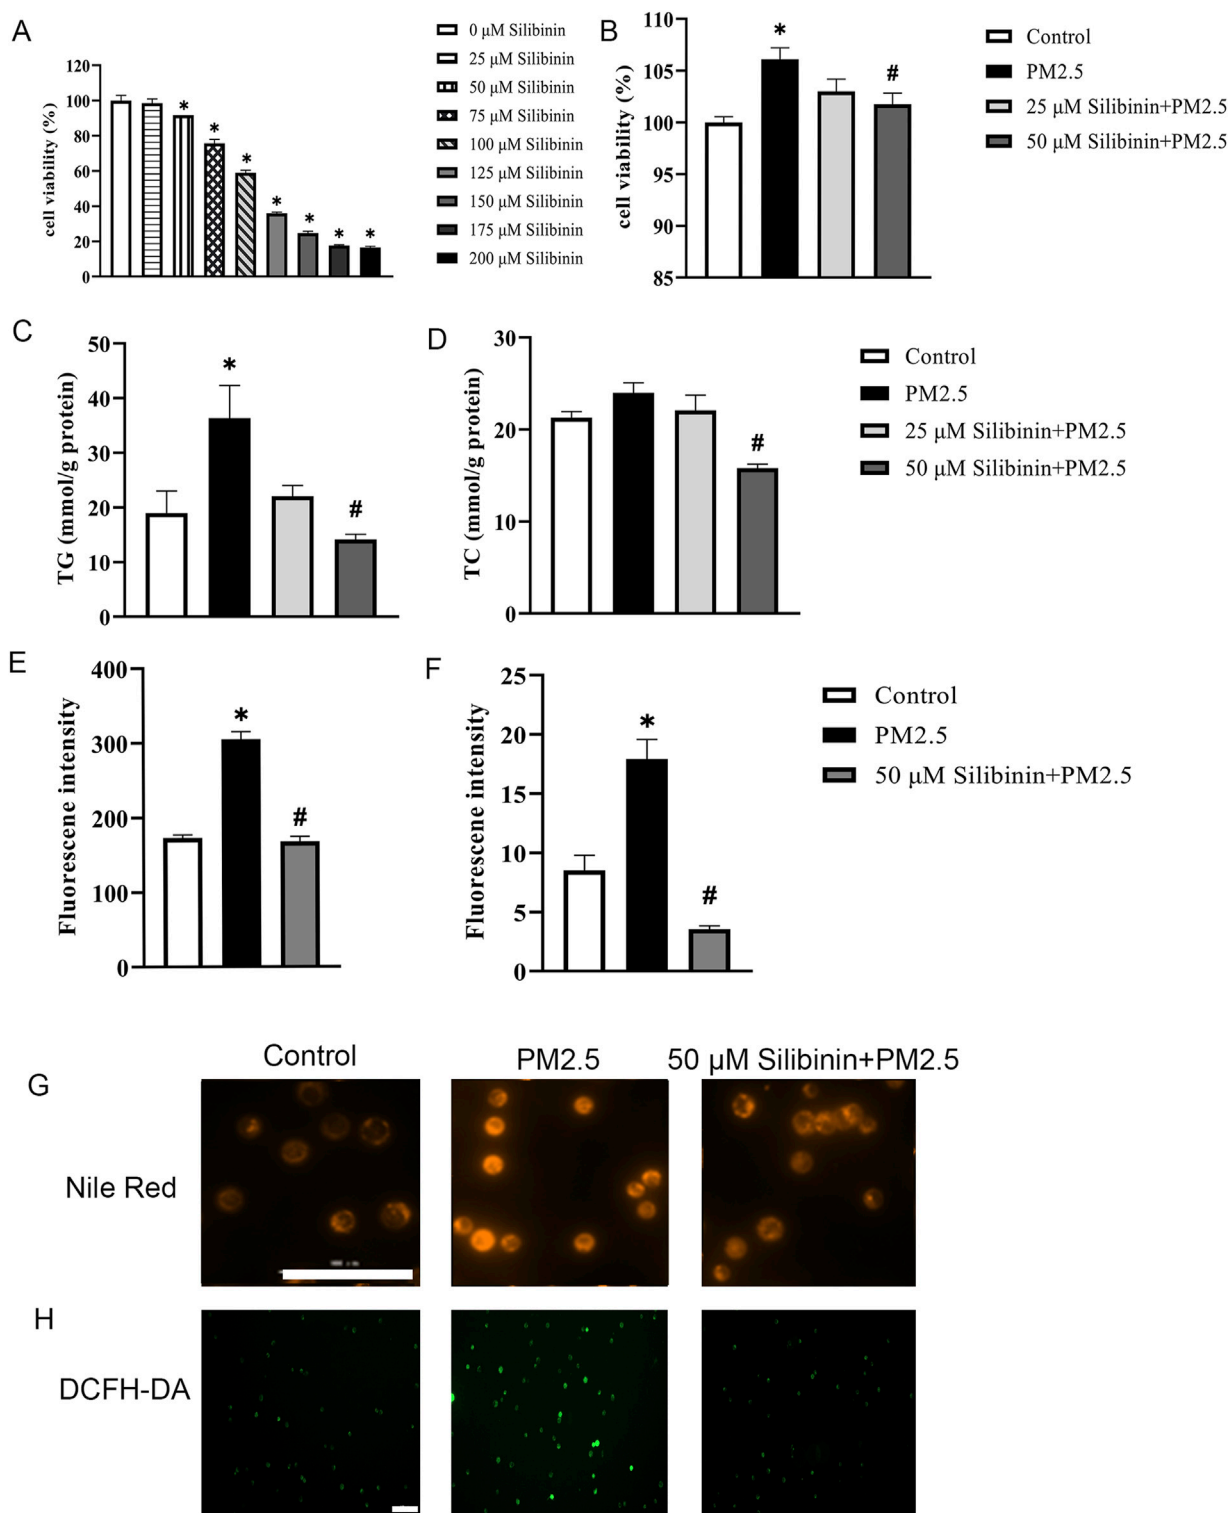 A
0 μM Silibinin
25 μM Silibinin
50 μM Silibinin
75 μM Silibinin
100 μM Silibinin
125 μM Silibinin
150 μM Silibinin
175 μM Silibinin
200 μM Silibinin
cell viability (%)
120
100
80
60
40
20
0
* * * * * * *
B
Control
PM2.5
25 μM Silibinin+PM2.5
50 μM Silibinin+PM2.5
cell viability (%)
110
105
100
95
90
85
*
#
C
TG (mmol/g protein)
50
40
30
20
10
0
*
#
D
TC (mmol/g protein)
30
20
10
0
#
Control
PM2.5
25 μM Silibinin+PM2.5
50 μM Silibinin+PM2.5
E
Fluorescene intensity
400
300
200
100
0
*
#
F
Fluorescene intensity
25
20
15
10
5
0
*
#
Control
PM2.5
50 μM Silibinin+PM2.5
Control PM2.5 50 μM Silibinin+PM2.5
G
Nile Red
H
DCFH-DA